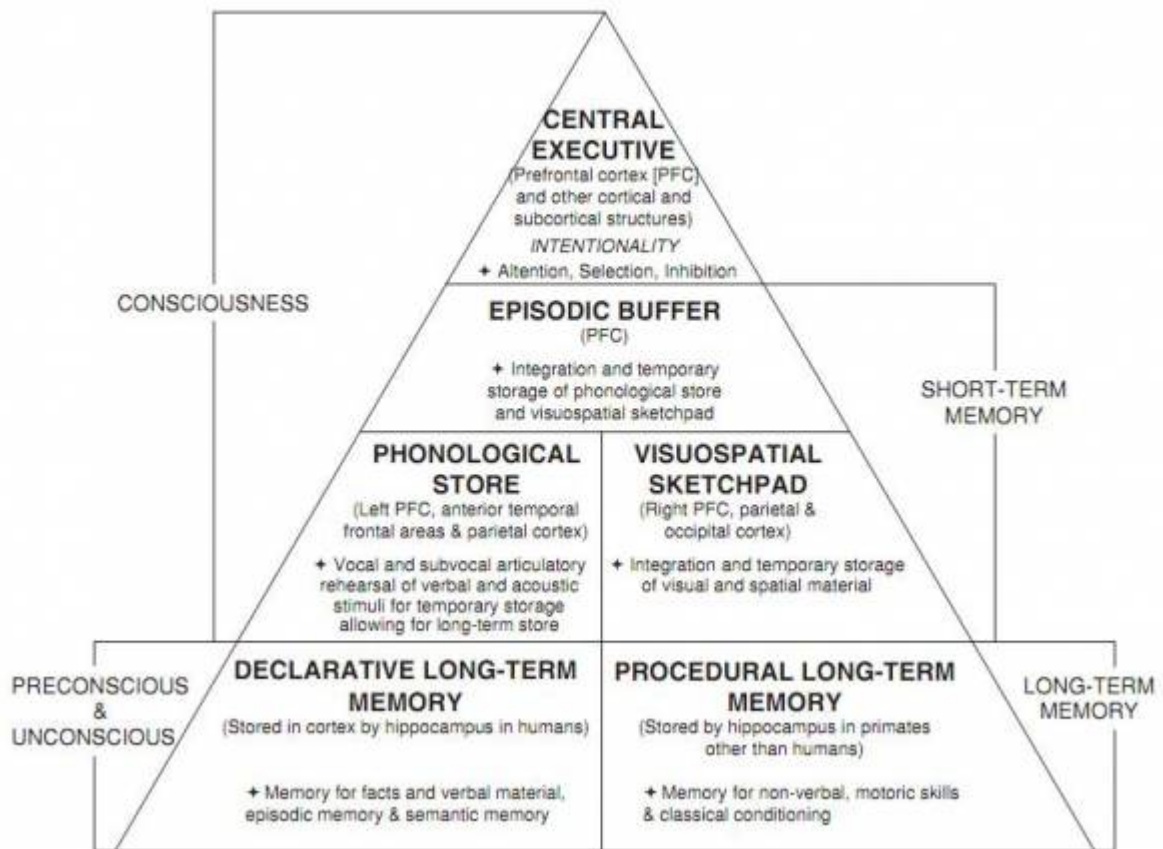 CENTRAL
EXECUTIVE
(Prefrontal cortex [PFC]
and other cortical and
subcortical structures)
INTENTIONALITY
✦ Altention, Selection, Inhibition
CONSCIOUSNESS
EPISODIC BUFFER
(PFC)
✦ Integration and temporary
storage of phonological store
and visuospatial sketchpad
SHORT-TERM
MEMORY
PHONOLOGICAL
STORE
(Left PFC, anterior temporal
frontal areas & parietal cortex)
✦ Vocal and subvocal articulatory
rehearsal of verbal and acoustic
stimuli for temporary storage
allowing for long-term store
VISUOSPATIAL
SKETCHPAD
(Right PFC, parietal &
occipital cortex)
✦ Integration and temporary storage
of visual and spatial material
PRECONSCIOUS
&
UNCONSCIOUS
DECLARATIVE LONG-TERM
MEMORY
(Stored in cortex by hippocampus in humans)
✦ Memory for facts and verbal material,
episodic memory & semantic memory
PROCEDURAL LONG-TERM
MEMORY
(Stored by hippocampus in primates
other than humans)
✦ Memory for non-verbal, motoric skills
& classical conditioning
LONG-TERM
MEMORY